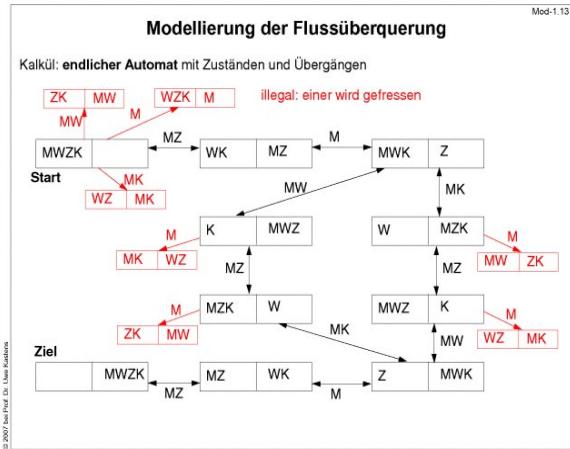 Mod-1.13
Modellierung der Flussüberquerung
Kalkül: endlicher Automat mit Zuständen und Übergängen
ZK MW
WZK M
illegal: einer wird gefressen
MW
M
MWZK
MZ
WK MZ
M
MWK Z
Start
MK
WZ MK
MW
MK
K MWZ
W MZK
M
MK WZ
MZ
MZ
M
MW ZK
M
MZK W
MWZ K
M
ZK MW
MK
MW
WZ MK
Ziel
MWZK
MZ
MZ WK
M
Z MWK
© 2007 bei Prof. Dr. Uwe Kastens